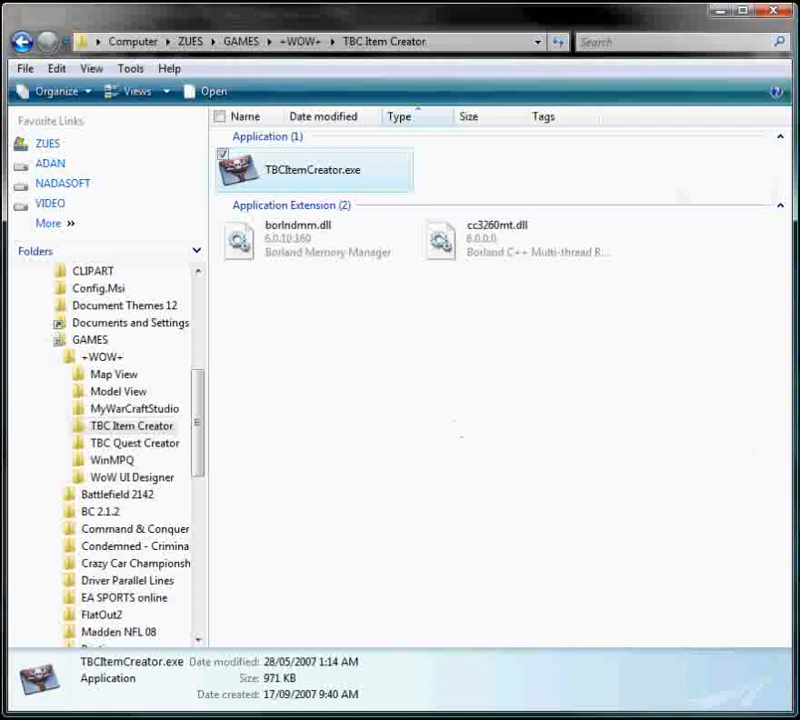 Computer ZUES GAMES +WOW+ TBC Item Creator Search
File Edit View Tools Help
Organize Views Open
Favorite Links
ZUES
ADAN
NADASOFT
VIDEO
More »
Folders
CLIPART
Config.Msi
Document Themes 12
Documents and Settings
GAMES
+WOW+
Map View
Model View
MyWarCraftStudio
TBC Item Creator
TBC Quest Creator
WinMPQ
WoW UI Designer
Battlefield 2142
BC 2.1.2
Command & Conquer
Condemned - Crimina
Crazy Car Championsh
Driver Parallel Lines
EA SPORTS online
FlatOut2
Madden NFL 08
Name Date modified Type Size Tags
Application (1)
TBCItemCreator.exe
Application Extension (2)
borlndmm.dll
6.0.10.160
Borland Memory Manager
cc3260mt.dll
6.0.0.0
Borland C++ Multi-thread R...
TBCItemCreator.exe Date modified: 28/05/2007 1:14 AM
Application Size: 971 KB
Date created: 17/09/2007 9:40 AM